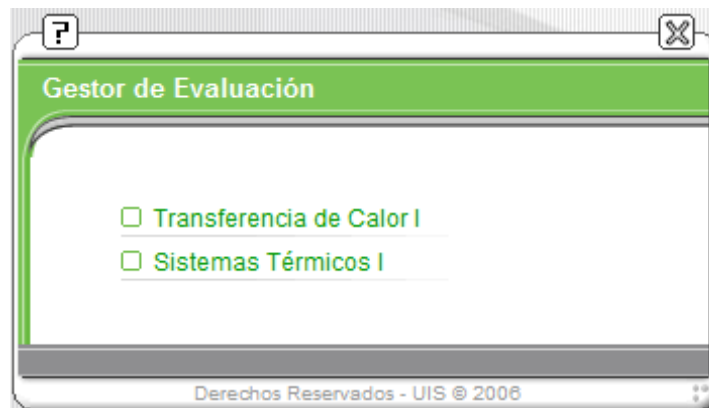 ?
Gestor de Evaluación
Transferencia de Calor I
Sistemas Térmicos I
Derechos Reservados - UIS © 2006